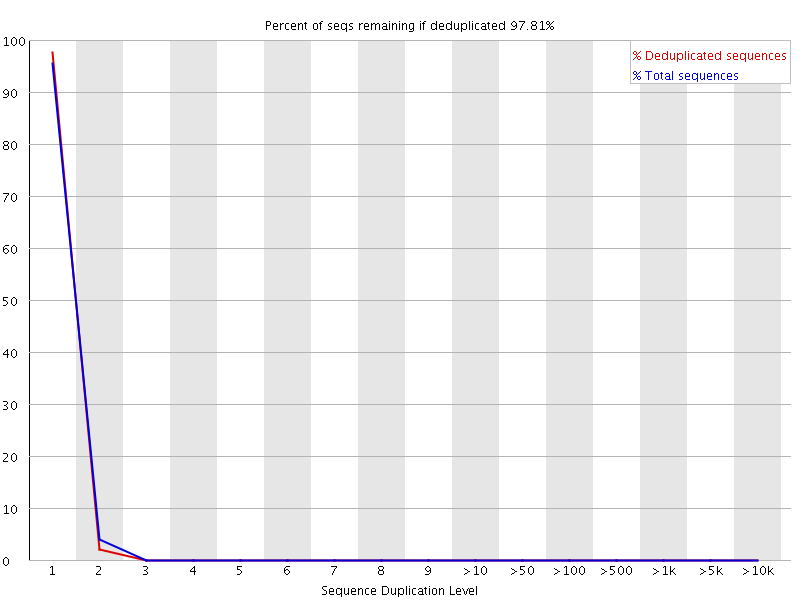 Percent of seqs remaining if deduplicated 97.81%
% Deduplicated sequences
% Total sequences
100
90
80
70
60
50
40
30
20
10
0
1 2 3 4 5 6 7 8 9 >10 >50 >100 >500 >1k >5k >10k
Sequence Duplication Level